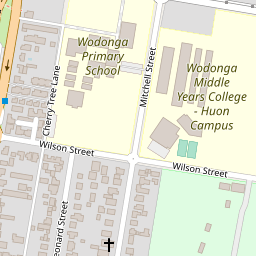 Wodonga
Primary
School
Cherry Tree Lane
Mitchell Street
Wodonga
Middle
Years College
- Huon
Campus
Wilson Street
Wilson Street
eonard Street